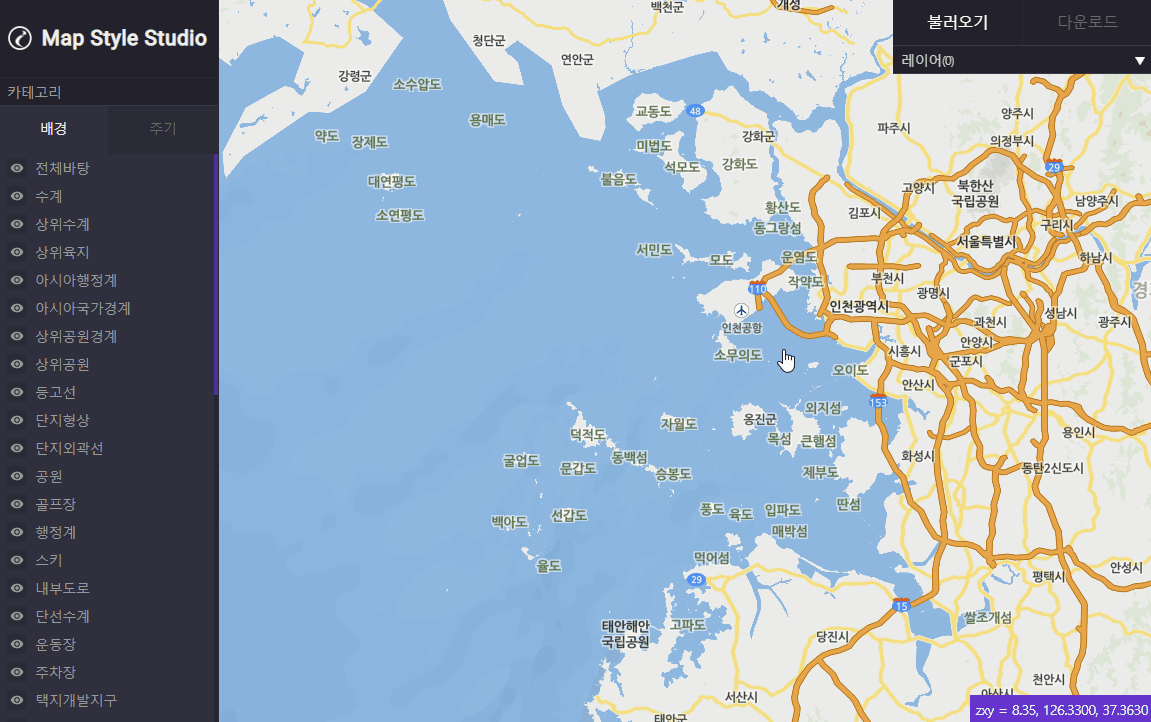 Map Style Studio
카테고리
배경
주기
전체바탕
수계
상위수계
상위육지
아시아행정계
아시아국가경계
상위공원경계
상위공원
등고선
단지형상
단지외곽선
공원
골프장
행정계
스키
내부도로
단선수계
운동장
주차장
택지개발지구
불러오기
다운로드
레이어(0)
백천군
개성
청단군
연안군
강령군
소수압도
용매도
교동도
48
양주시
약도
장제도
미법도
강화군
파주시
의정부시
석모도
강화도
29
대연평도
불음도
고양시
북한산
국립공원
남양주시
소연평도
황산도
김포시
동그랑섬
구리시
서민도
모도
운염도
서울특별시
하남시
부천시
작약도
110
광명시
인천광역시
인천공항
과천시
성남시
광주시
소무의도
시흥시
안양시
군포시
오이도
안산시
153
외지섬
옹진군
자월도
덕적도
목섬
큰햄섬
용인시
굴업도
문갑도
동백섬
승봉도
제부도
화성시
동탄2신도시
백아도
선갑도
풍도
육도
입파도
매박섬
딴섬
율도
먹어섬
29
평택시
안성시
15
태안해안
국립공원
고파도
당진시
쌀조개섬
천안시
서산시
아산시
태안군
zxy = 8.35, 126.3300, 37.3630